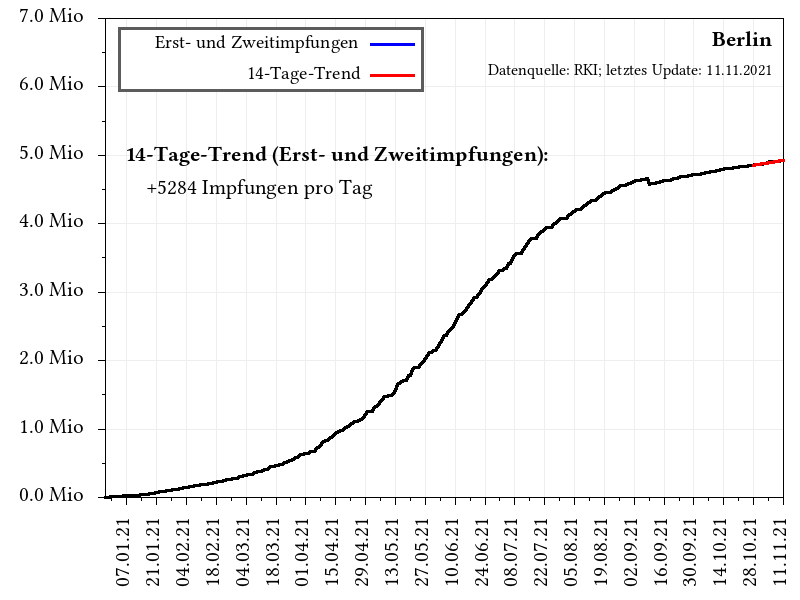 7.0 Mio
6.0 Mio
5.0 Mio
4.0 Mio
3.0 Mio
2.0 Mio
1.0 Mio
0.0 Mio
Erst- und Zweitimpfungen
14-Tage-Trend
Berlin
Datenquelle: RKI; letztes Update: 11.11.2021
14-Tage-Trend (Erst- und Zweitimpfungen):
+5284 Impfungen pro Tag
07.01.21
21.01.21
04.02.21
18.02.21
04.03.21
18.03.21
01.04.21
15.04.21
29.04.21
13.05.21
27.05.21
10.06.21
24.06.21
08.07.21
22.07.21
05.08.21
19.08.21
02.09.21
16.09.21
30.09.21
14.10.21
28.10.21
11.11.21